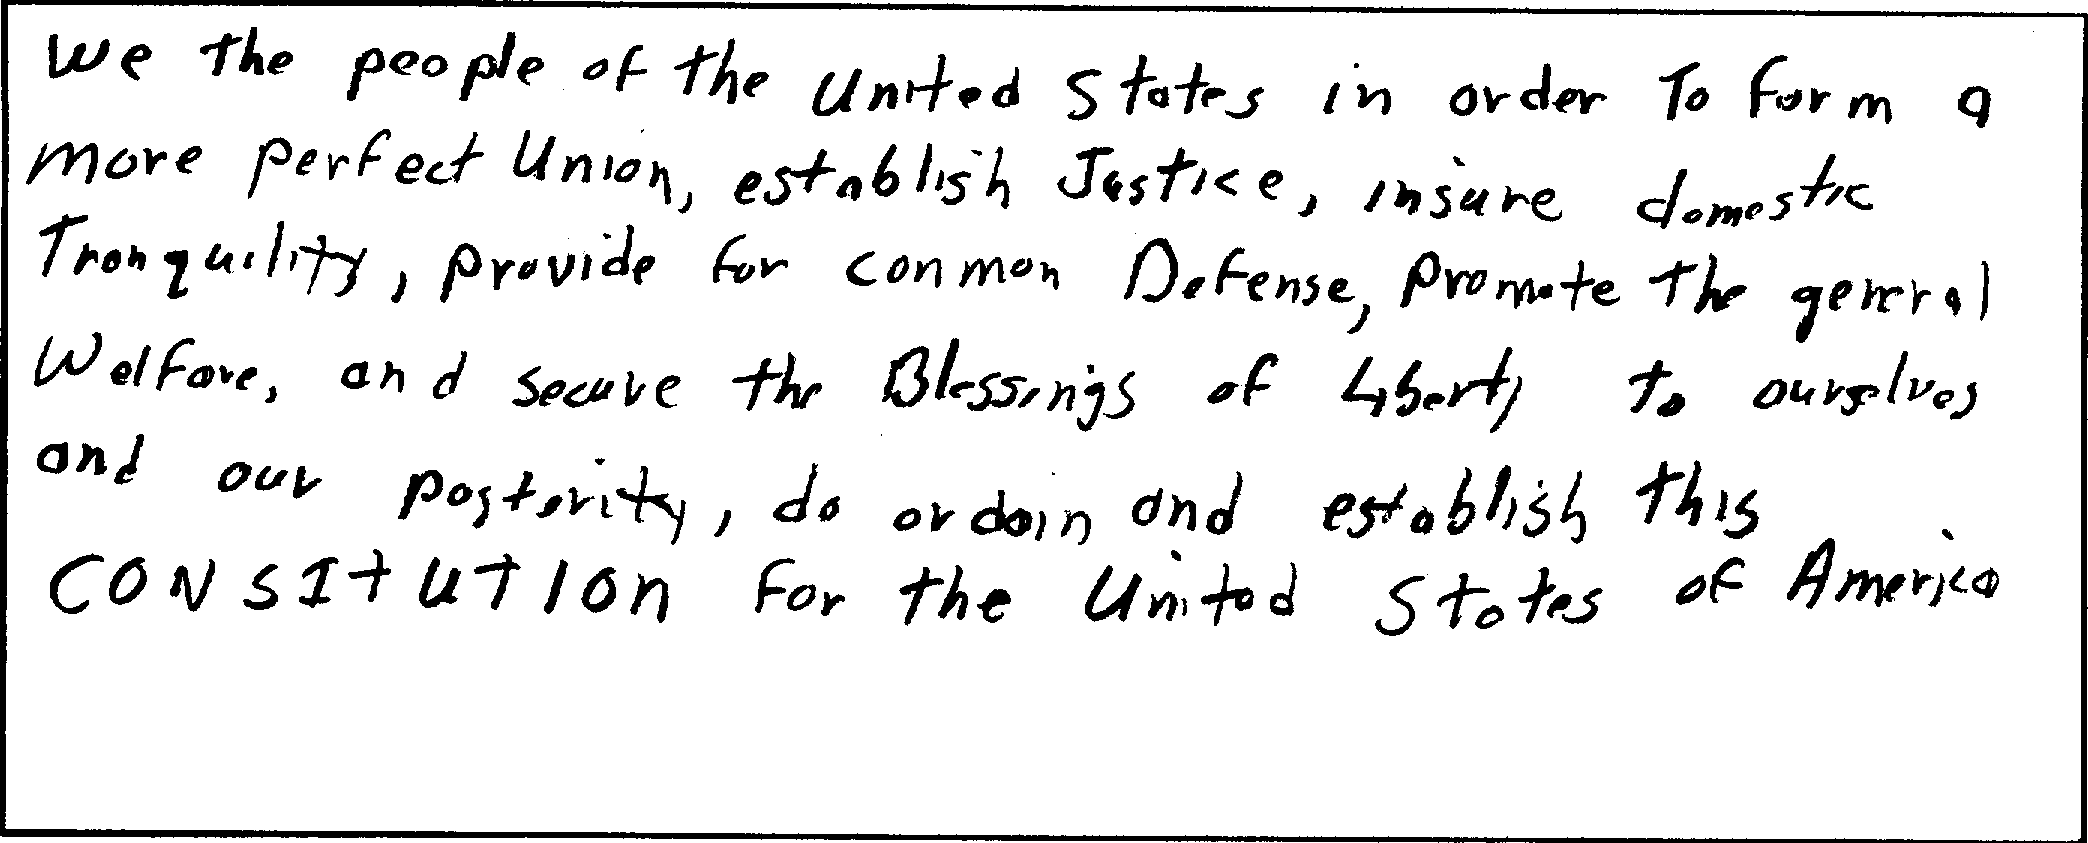 We the people of the United States in order To form a
more perfect Union, establish Justice, insure domestic
Tranquility, provide for conmon Defense, promote the general
Welfare, and secure the Blessings of Liberty to ourselves
and our posterity, do ordain and establish this
CONSITUTION for the United States of America